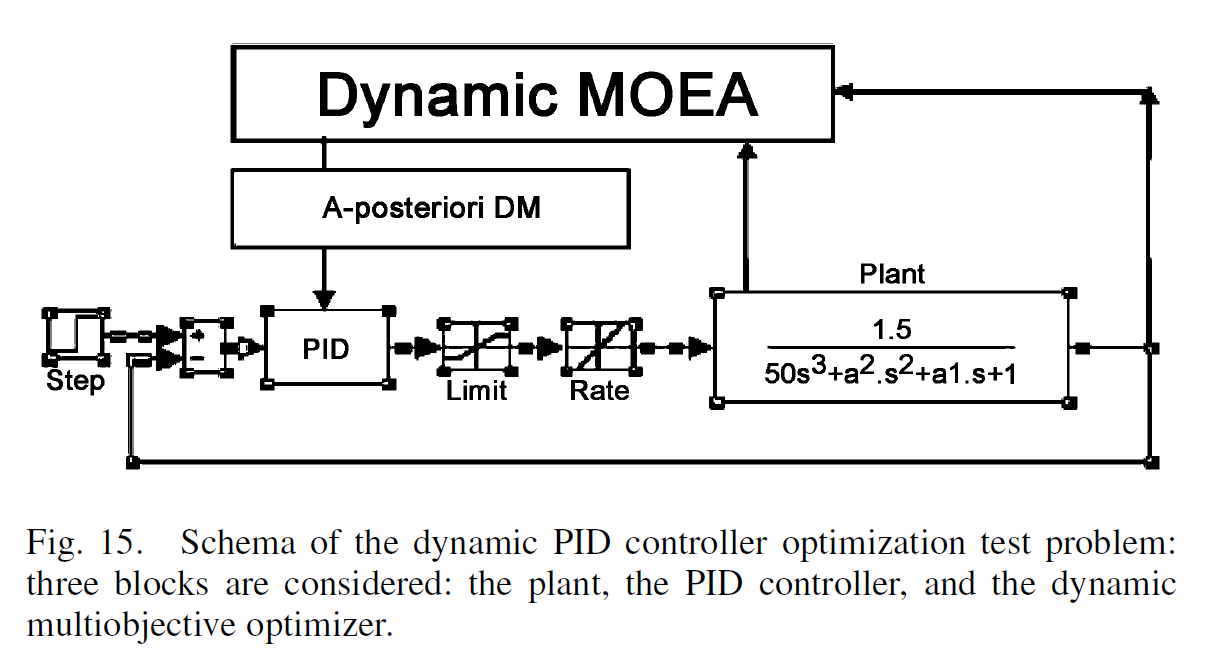 Dynamic MOEA
A-posteriori DM
Plant
Step
+
-
PID
Limit
Rate
1.5
50s³+a².s²+a1.s+1
Fig. 15. Schema of the dynamic PID controller optimization test problem:
three blocks are considered: the plant, the PID controller, and the dynamic
multiobjective optimizer.